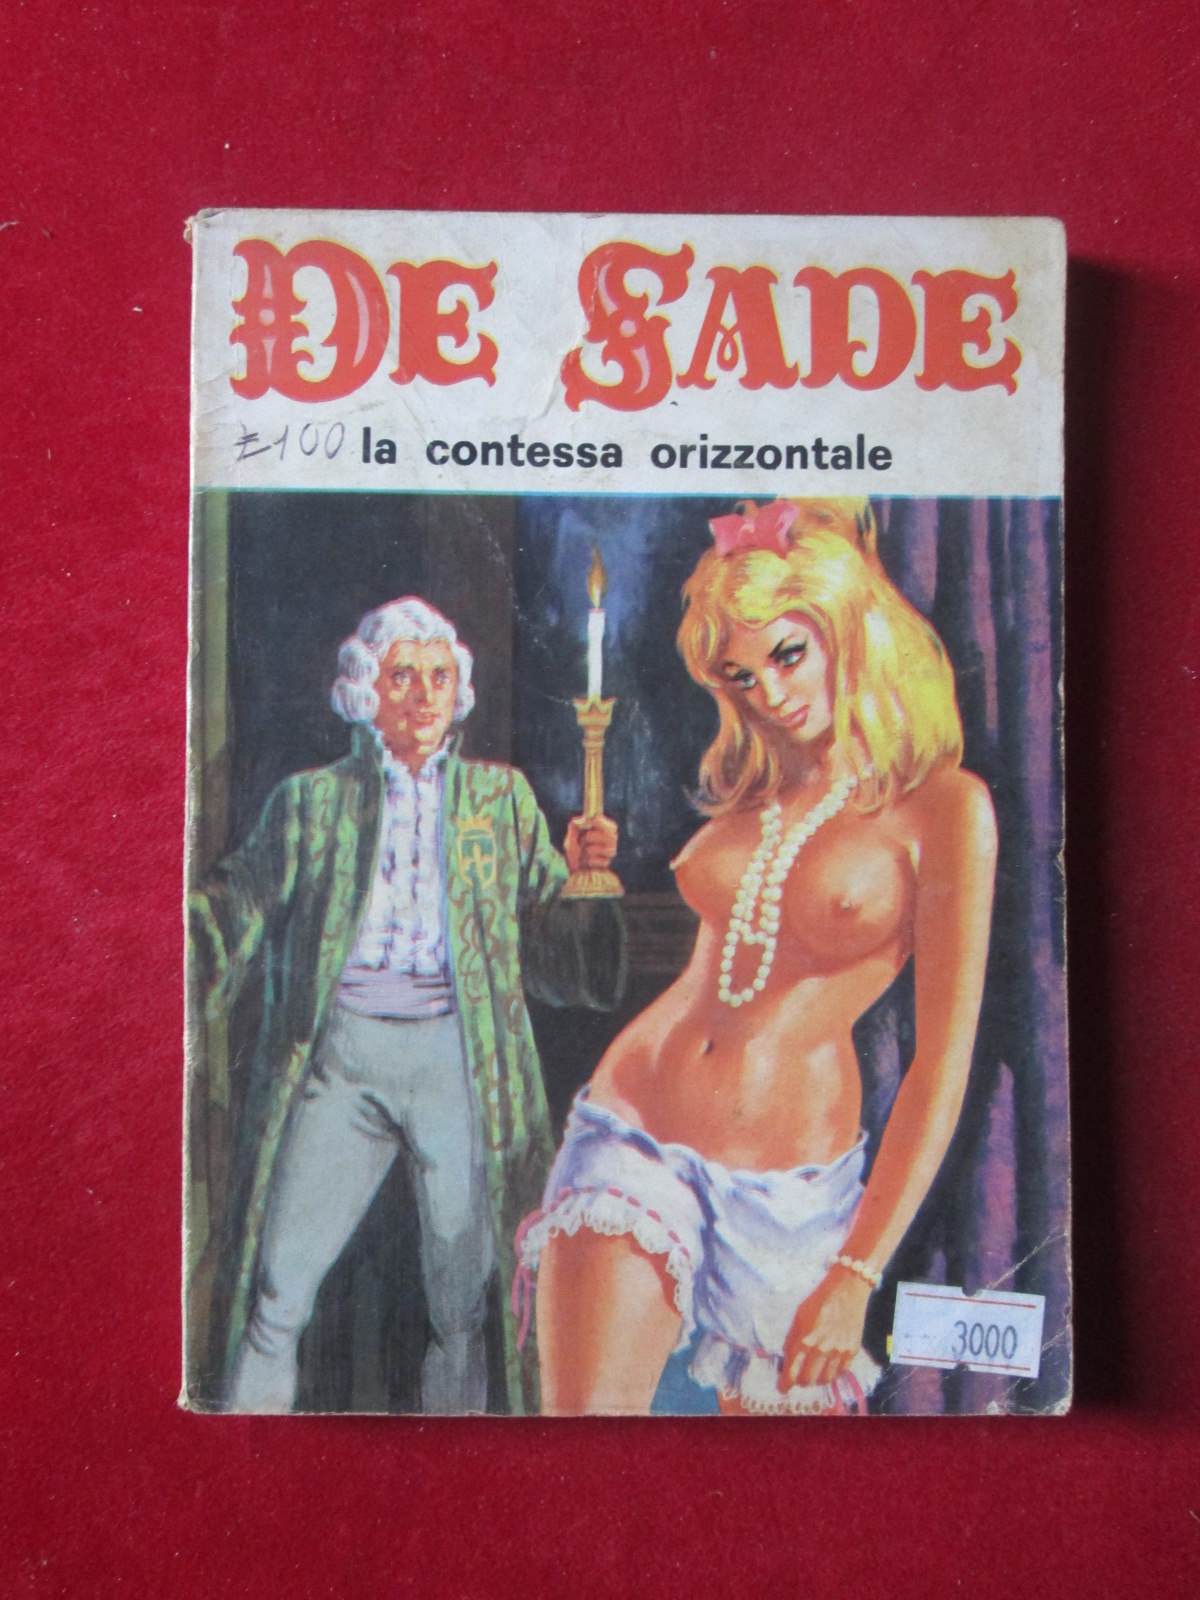 DE SADE
£100 la contessa orizzontale
3000